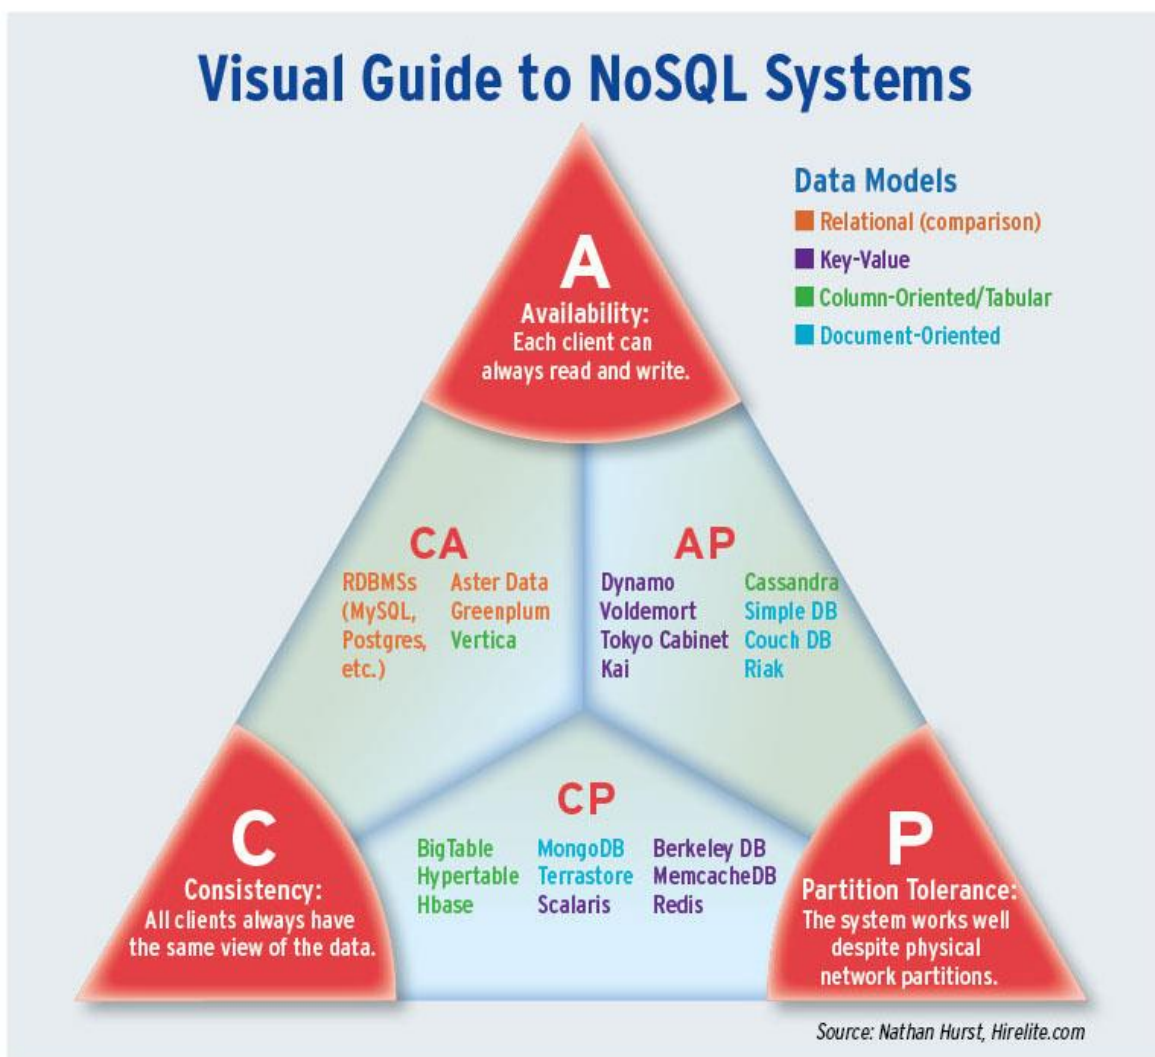 Visual Guide to NoSQL Systems
Data Models
Relational (comparison)
Key-Value
Column-Oriented/Tabular
Document-Oriented
A
Availability:
Each client can
always read and write.
CA
RDBMSs
(MySQL,
Postgres,
etc.)
Aster Data
Greenplum
Vertica
AP
Dynamo
Voldemort
Tokyo Cabinet
Kai
Cassandra
Simple DB
Couch DB
Riak
C
Consistency:
All clients always have
the same view of the data.
CP
BigTable
Hypertable
Hbase
MongoDB
Terrastore
Scalaris
Berkeley DB
MemcacheDB
Redis
P
Partition Tolerance:
The system works well
despite physical
network partitions.
Source: Nathan Hurst, Hirelite.com